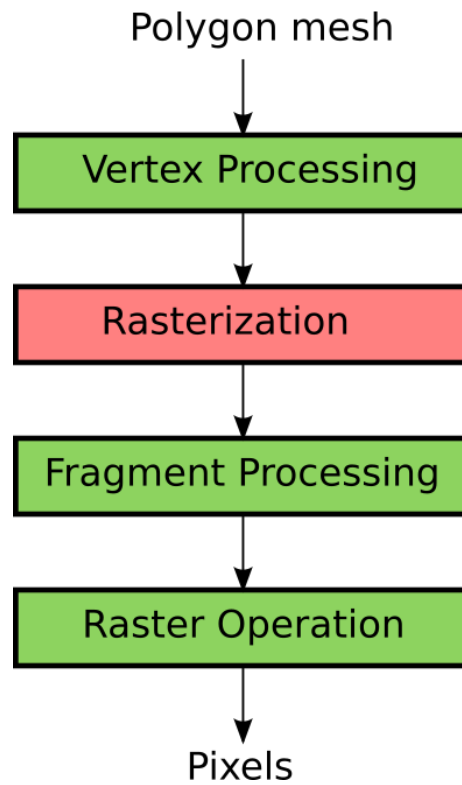 Polygon mesh
Vertex Processing
Rasterization
Fragment Processing
Raster Operation
Pixels